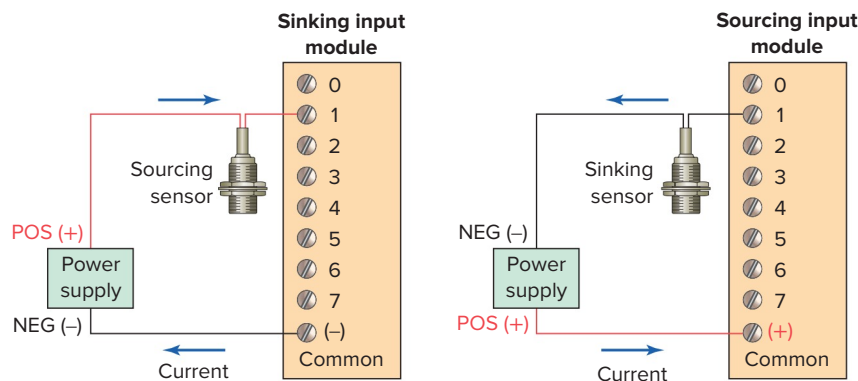 Sinking input
module
0
1
2
3
4
5
6
7
(–)
Common
Sourcing
sensor
POS (+)
Power
supply
NEG (–)
Current
Sourcing input
module
0
1
2
3
4
5
6
7
(+)
Common
Sinking
sensor
NEG (–)
Power
supply
POS (+)
Current